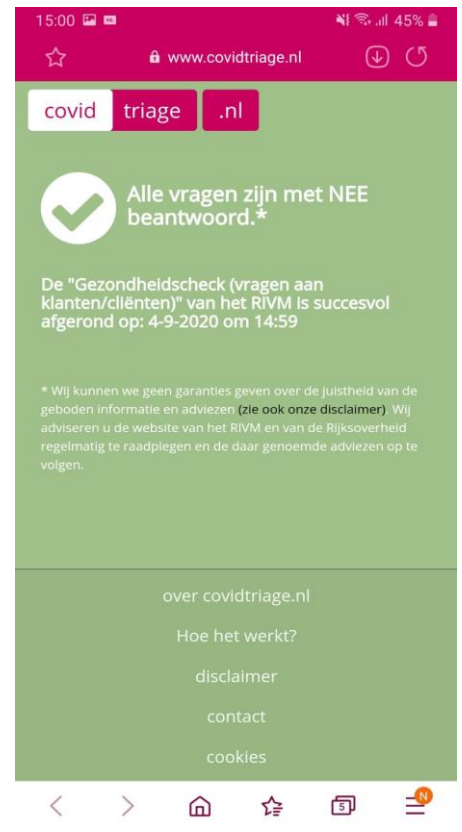 15:00 45%
www.covidtriage.nl
covid triage .nl
Alle vragen zijn met NEE
beantwoord.*
De "Gezondheidscheck (vragen aan
klanten/cliënten)" van het RIVM is succesvol
afgerond op: 4-9-2020 om 14:59
* Wij kunnen we geen garanties geven over de juistheid van de
geboden informatie en adviezen (zie ook onze disclaimer). Wij
adviseren u de website van het RIVM en van de Rijksoverheid
regelmatig te raadplegen en de daar genoemde adviezen op te
volgen.
over covidtriage.nl
Hoe het werkt?
disclaimer
contact
cookies
5 N